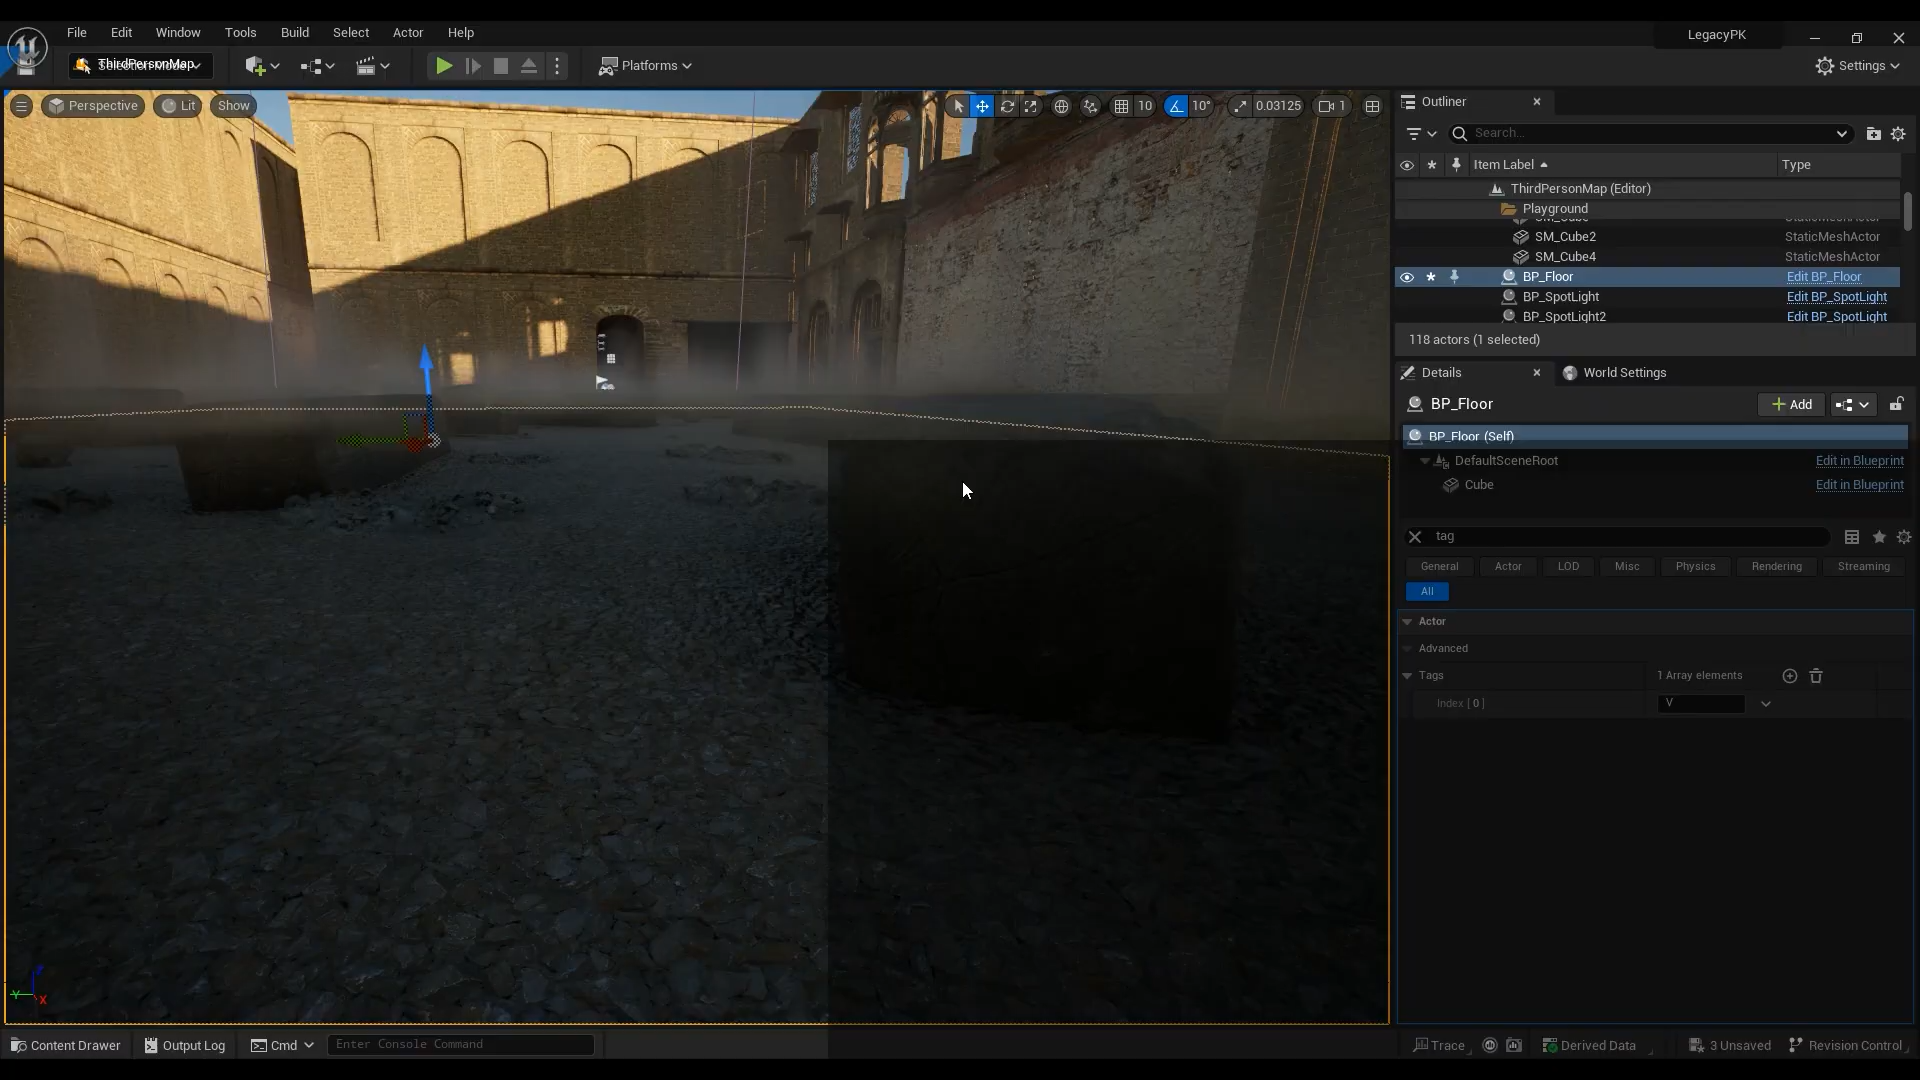 File Edit Window Tools Build Select Actor Help
LegacyPK
ThirdPersonMap
Platforms
Settings
Perspective Lit Show
10 10° 0.03125 1
Outliner
Search...
Item Label Type
ThirdPersonMap (Editor)
Playground
SM_Cube StaticMeshActor
SM_Cube2 StaticMeshActor
SM_Cube4 StaticMeshActor
BP_Floor Edit BP_Floor
BP_SpotLight Edit BP_SpotLight
BP_SpotLight2 Edit BP_SpotLight
118 actors (1 selected)
Details World Settings
BP_Floor Add
BP_Floor (Self)
DefaultSceneRoot Edit in Blueprint
Cube Edit in Blueprint
tag
General Actor LOD Misc Physics Rendering Streaming
All
Actor
Advanced
Tags 1 Array elements
Index [ 0 ] V
Z
Y
X
Content Drawer Output Log Cmd Enter Console Command Trace Derived Data 3 Unsaved Revision Control